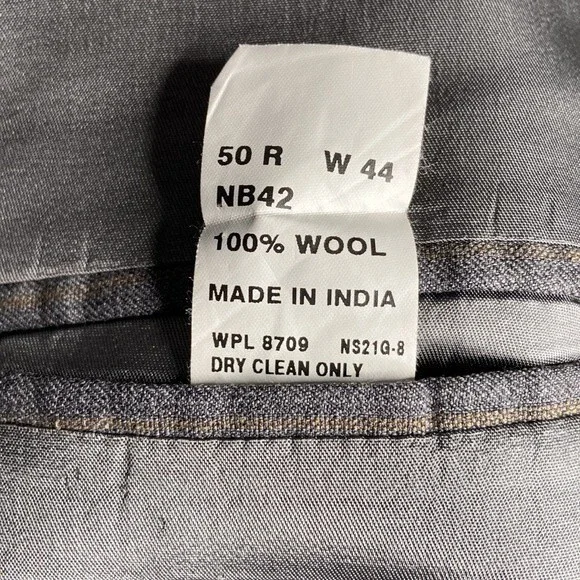 50 R W 44
NB42
100% WOOL
MADE IN INDIA
WPL 8709 NS21G-8
DRY CLEAN ONLY